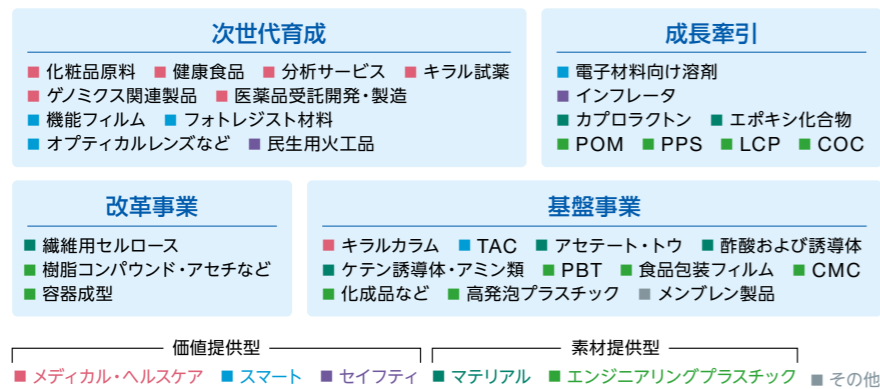 次世代育成
化粧品原料 健康食品 分析サービス キラル試薬
ゲノミクス関連製品 医薬品受託開発・製造
機能フィルム フォトレジスト材料
オプティカルレンズなど 民生用火工品
成長牽引
電子材料向け溶剤
インフレータ
カプロラクトン エポキシ化合物
POM PPS LCP COC
改革事業
繊維用セルロース
樹脂コンパウンド・アセチなど
容器成型
基盤事業
キラルカラム TAC アセテート・トウ 酢酸および誘導体
ケテン誘導体・アミン類 PBT 食品包装フィルム CMC
化成品など 高発泡プラスチック メンブレン製品
価値提供型 素材提供型
メディカル・ヘルスケア スマート セイフティ マテリアル エンジニアリングプラスチック その他